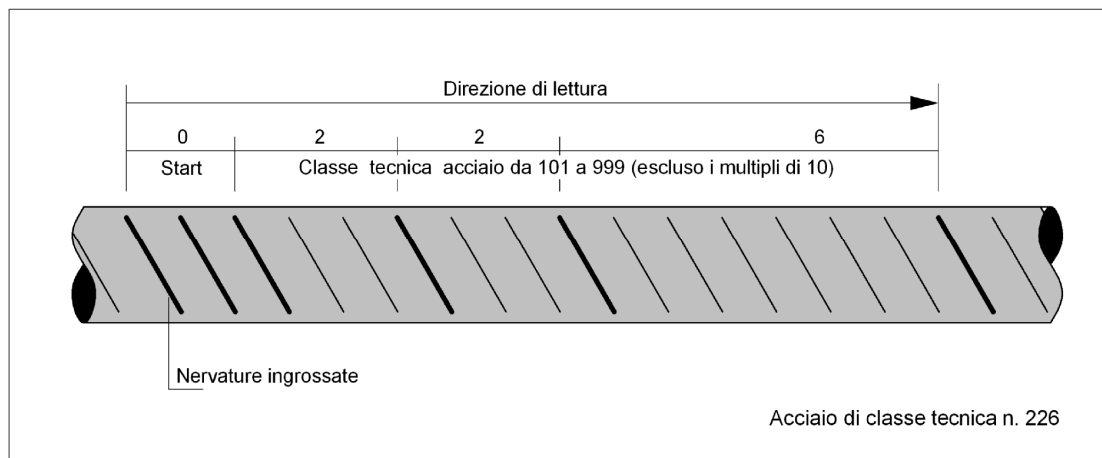 Direzione di lettura
0 2 2 6
Start Classe tecnica acciaio da 101 a 999 (escluso i multipli di 10)
Nervature ingrossate
Acciaio di classe tecnica n. 226